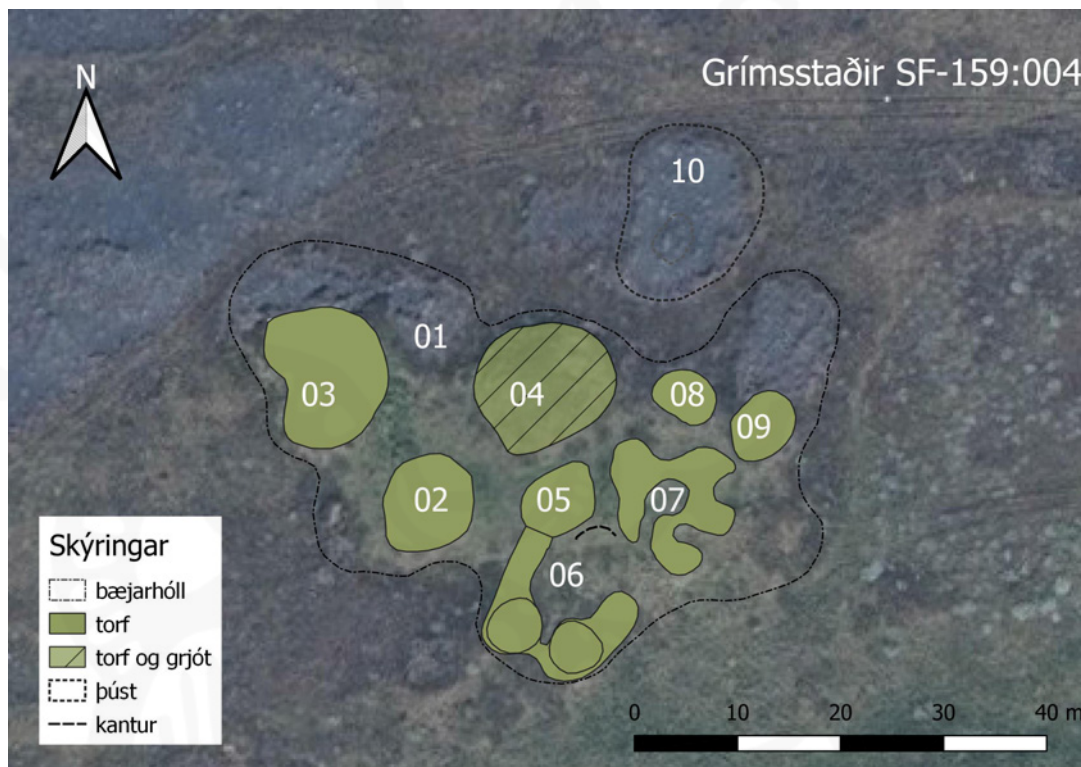 Grímsstaðir SF-159:004
N
10
01
03
04
08
09
02
05
07
06
Skýringar
bæjarhóll
torf
torf og grjót
þúst
kantur
0 10 20 30 40 m